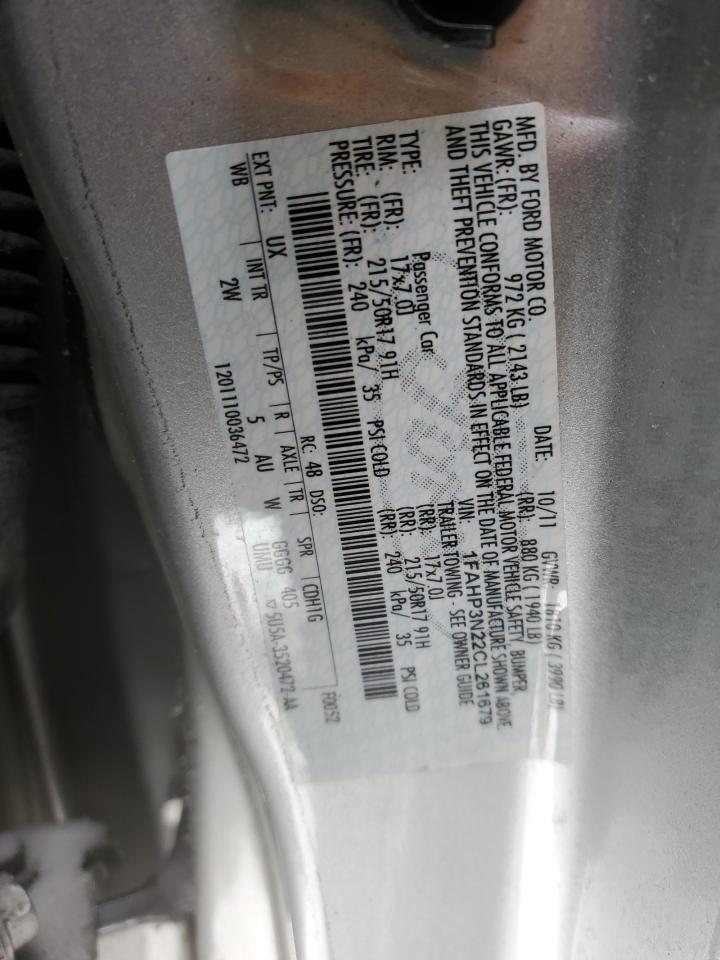 MFD. BY FORD MOTOR CO. DATE: 10/11 GVWR: 1810 KG ( 3990 LB)
GAWR: (FR): 972 KG ( 2143 LB) (RR): 880 KG ( 1940 LB)
THIS VEHICLE CONFORMS TO ALL APPLICABLE FEDERAL MOTOR VEHICLE SAFETY, BUMPER,
AND THEFT PREVENTION STANDARDS IN EFFECT ON THE DATE OF MANUFACTURE SHOWN ABOVE.
VIN: 1FAHP3N22CL261679
TYPE: Passenger Car TRAILER TOWING - SEE OWNER GUIDE
RIM: (FR): 17x7.0J (RR): 17x7.0J
TIRE: (FR): 215/50R17 91H (RR): 215/50R17 91H
PRESSURE: (FR): 240 kPa/ 35 PSI COLD (RR): 240 kPa/ 35 PSI COLD
F0052
RC: 48 DSO:
EXT PNT: UX INT TR TP/PS R AXLE TR SPR CDH1G
WB 2W 5 AU W GGGG 405
UMU
1201110036472 5U5A-3520472-AA